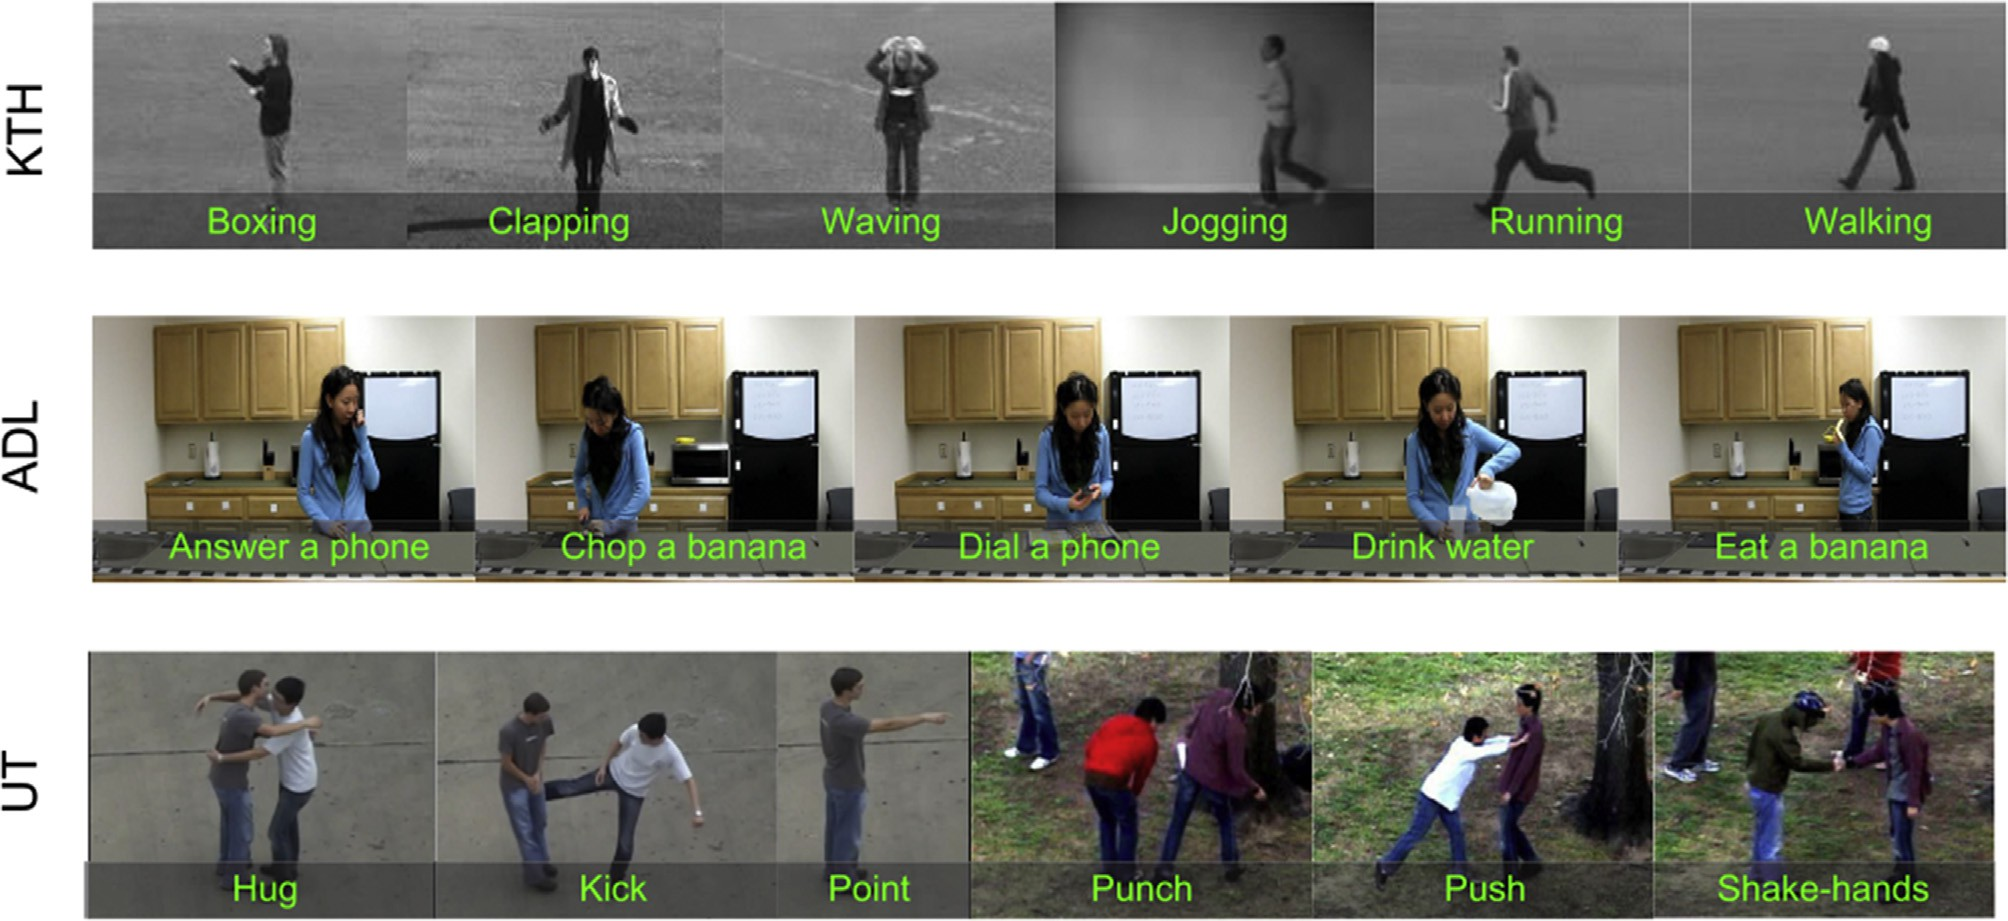 KTH
Boxing
Clapping
Waving
Jogging
Running
Walking
ADL
Answer a phone
Chop a banana
Dial a phone
Drink water
Eat a banana
UT
Hug
Kick
Point
Punch
Push
Shake-hands